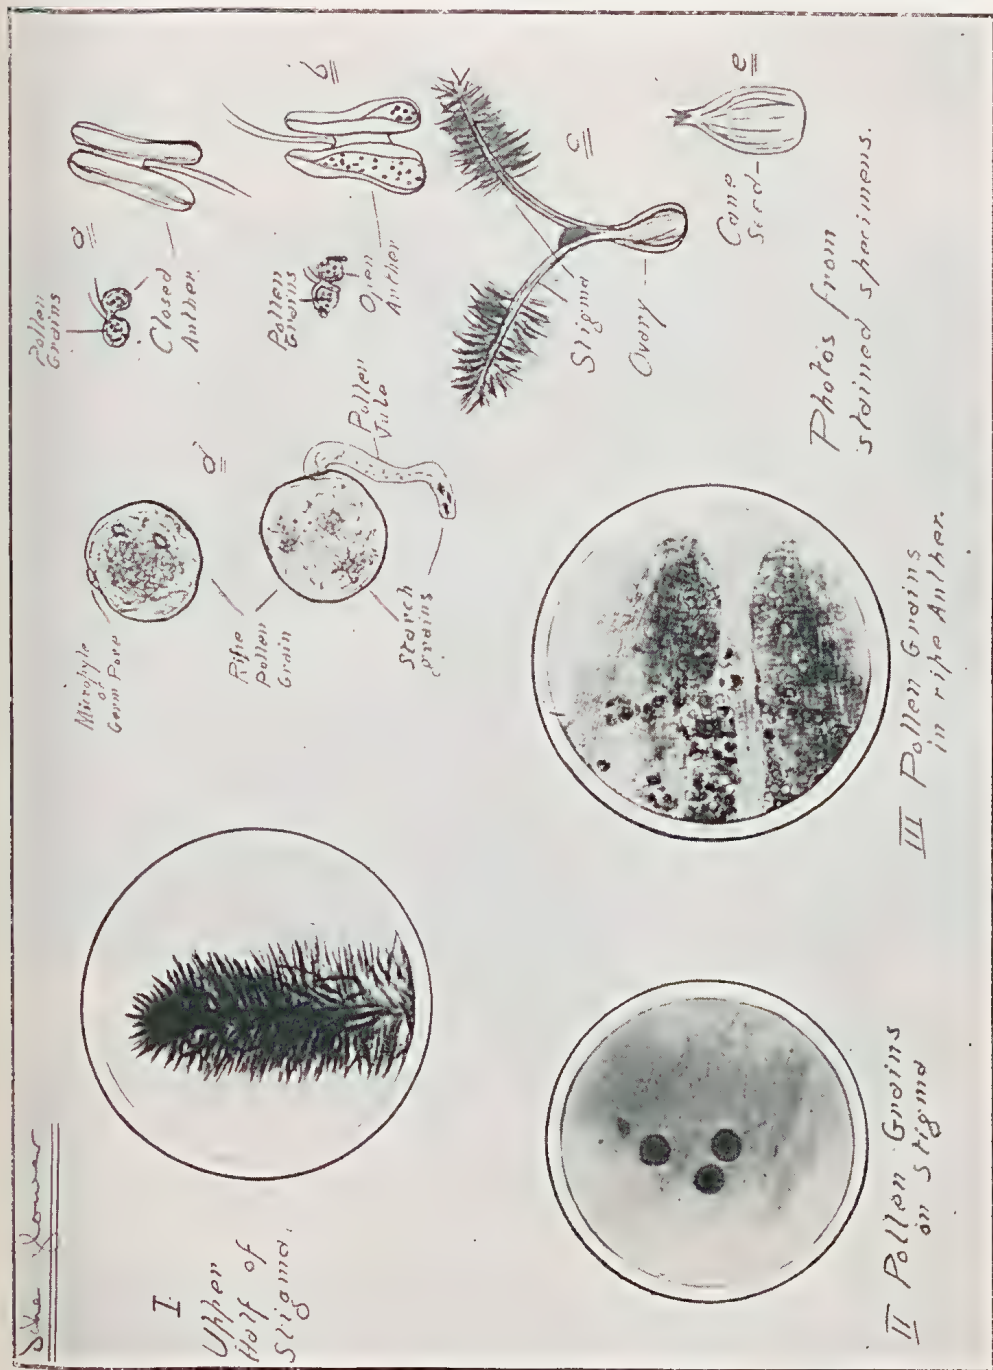 The Flower
I
Upper
Half of
Stigma.
Micropyle
or
Germ Pore
Ripe
Pollen
Grain
Starch
grains
d
Pollen
Tube
Pollen
Grains
a
Closed
Anther.
Pollen
Grains
b
Open
Anther
c
Stigma
Ovary
e
Cane
Seed
II Pollen Grains
on Stigma
III Pollen Grains
in ripe Anther.
Photos from
stained specimens.